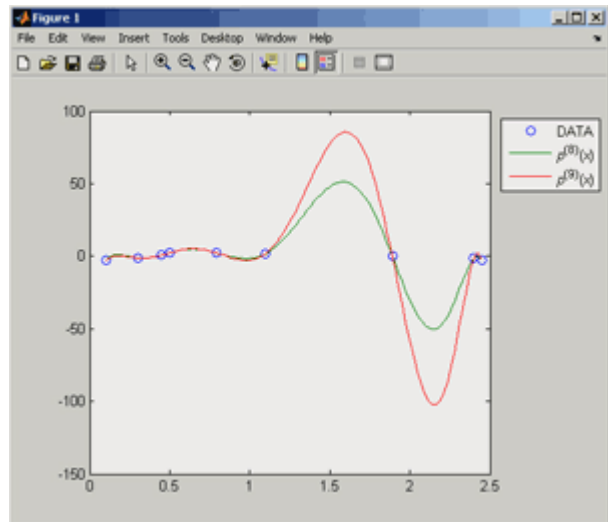 Figure 1
File Edit View Insert Tools Desktop Window Help
100
50
0
-50
-100
-150
0 0.5 1 1.5 2 2.5
DATA
p(8)(x)
p(9)(x)